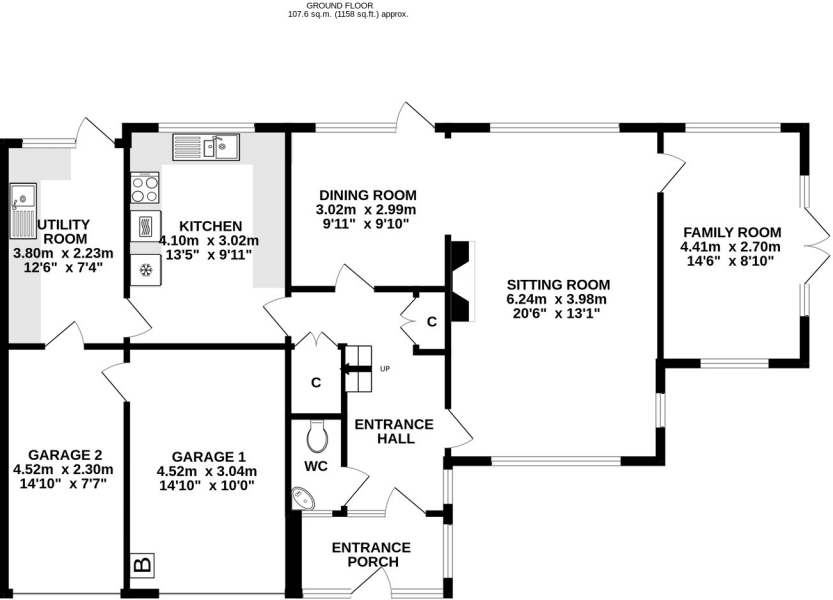 GROUND FLOOR
107.6 sq.m. (1158 sq.ft.) approx.
UTILITY
ROOM
3.80m x 2.23m
12'6" x 7'4"
KITCHEN
4.10m x 3.02m
13'5" x 9'11"
DINING ROOM
3.02m x 2.99m
9'11" x 9'10"
SITTING ROOM
6.24m x 3.98m
20'6" x 13'1"
FAMILY ROOM
4.41m x 2.70m
14'6" x 8'10"
C
C
UP
ENTRANCE
HALL
GARAGE 2
4.52m x 2.30m
14'10" x 7'7"
GARAGE 1
4.52m x 3.04m
14'10" x 10'0"
WC
ENTRANCE
PORCH
B